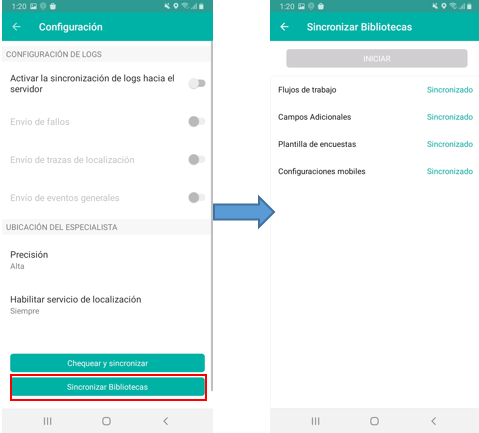 1:20
Configuración
CONFIGURACIÓN DE LOGS
Activar la sincronización de logs hacia el
servidor
Envío de fallos
Envío de trazas de localización
Envío de eventos generales
UBICACIÓN DEL ESPECIALISTA
Precisión
Alta
Habilitar servicio de localización
Siempre
Chequear y sincronizar
Sincronizar Bibliotecas
1:20
Sincronizar Bibliotecas
INICIAR
Flujos de trabajo Sincronizado
Campos Adicionales Sincronizado
Plantilla de encuestas Sincronizado
Configuraciones mobiles Sincronizado